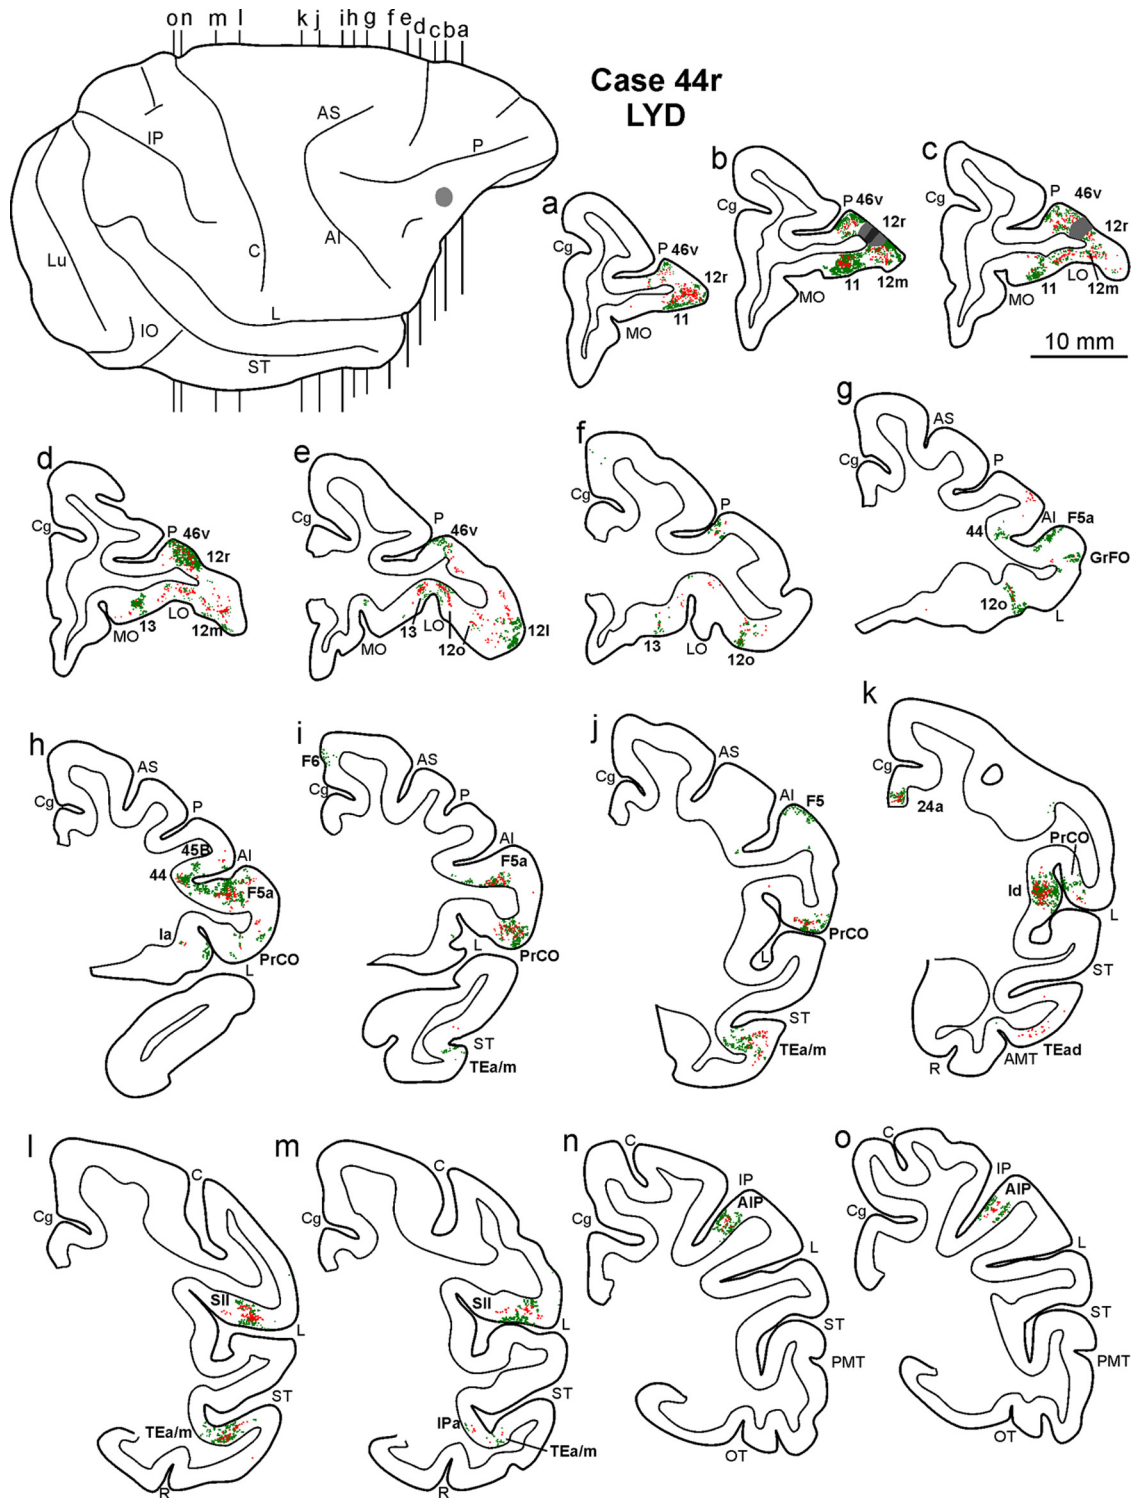 o n m l k j i h g f e d c b a
Case 44r
LYD
AS
IP
P
AI
Lu
C
L
IO
ST
a
Cg
P 46v
12r
11
MO
b
Cg
P 46v
12r
11
12m
MO
c
Cg
P
46v
12r
LO
11
12m
MO
10 mm
d
Cg
P 46v
12r
13
LO
MO
12m
e
Cg
P
46v
13
LO
12l
MO
12o
f
Cg
P
13
LO
12o
g
AS
Cg
P
AI
F5a
44
GrFO
12o
L
h
AS
Cg
P
45B
AI
44
F5a
Ia
PrCO
L
i
F6
AS
Cg
P
AI
F5a
L
PrCO
ST
TEa/m
j
AS
Cg
AI
F5
PrCO
L
ST
TEa/m
k
Cg
24a
PrCO
Id
L
ST
TEad
R
AMT
l
C
Cg
SII
L
ST
TEa/m
R
m
C
Cg
SII
L
ST
IPa
TEa/m
R
n
C
IP
AIP
Cg
L
ST
PMT
OT
o
C
IP
AIP
Cg
L
ST
PMT
OT